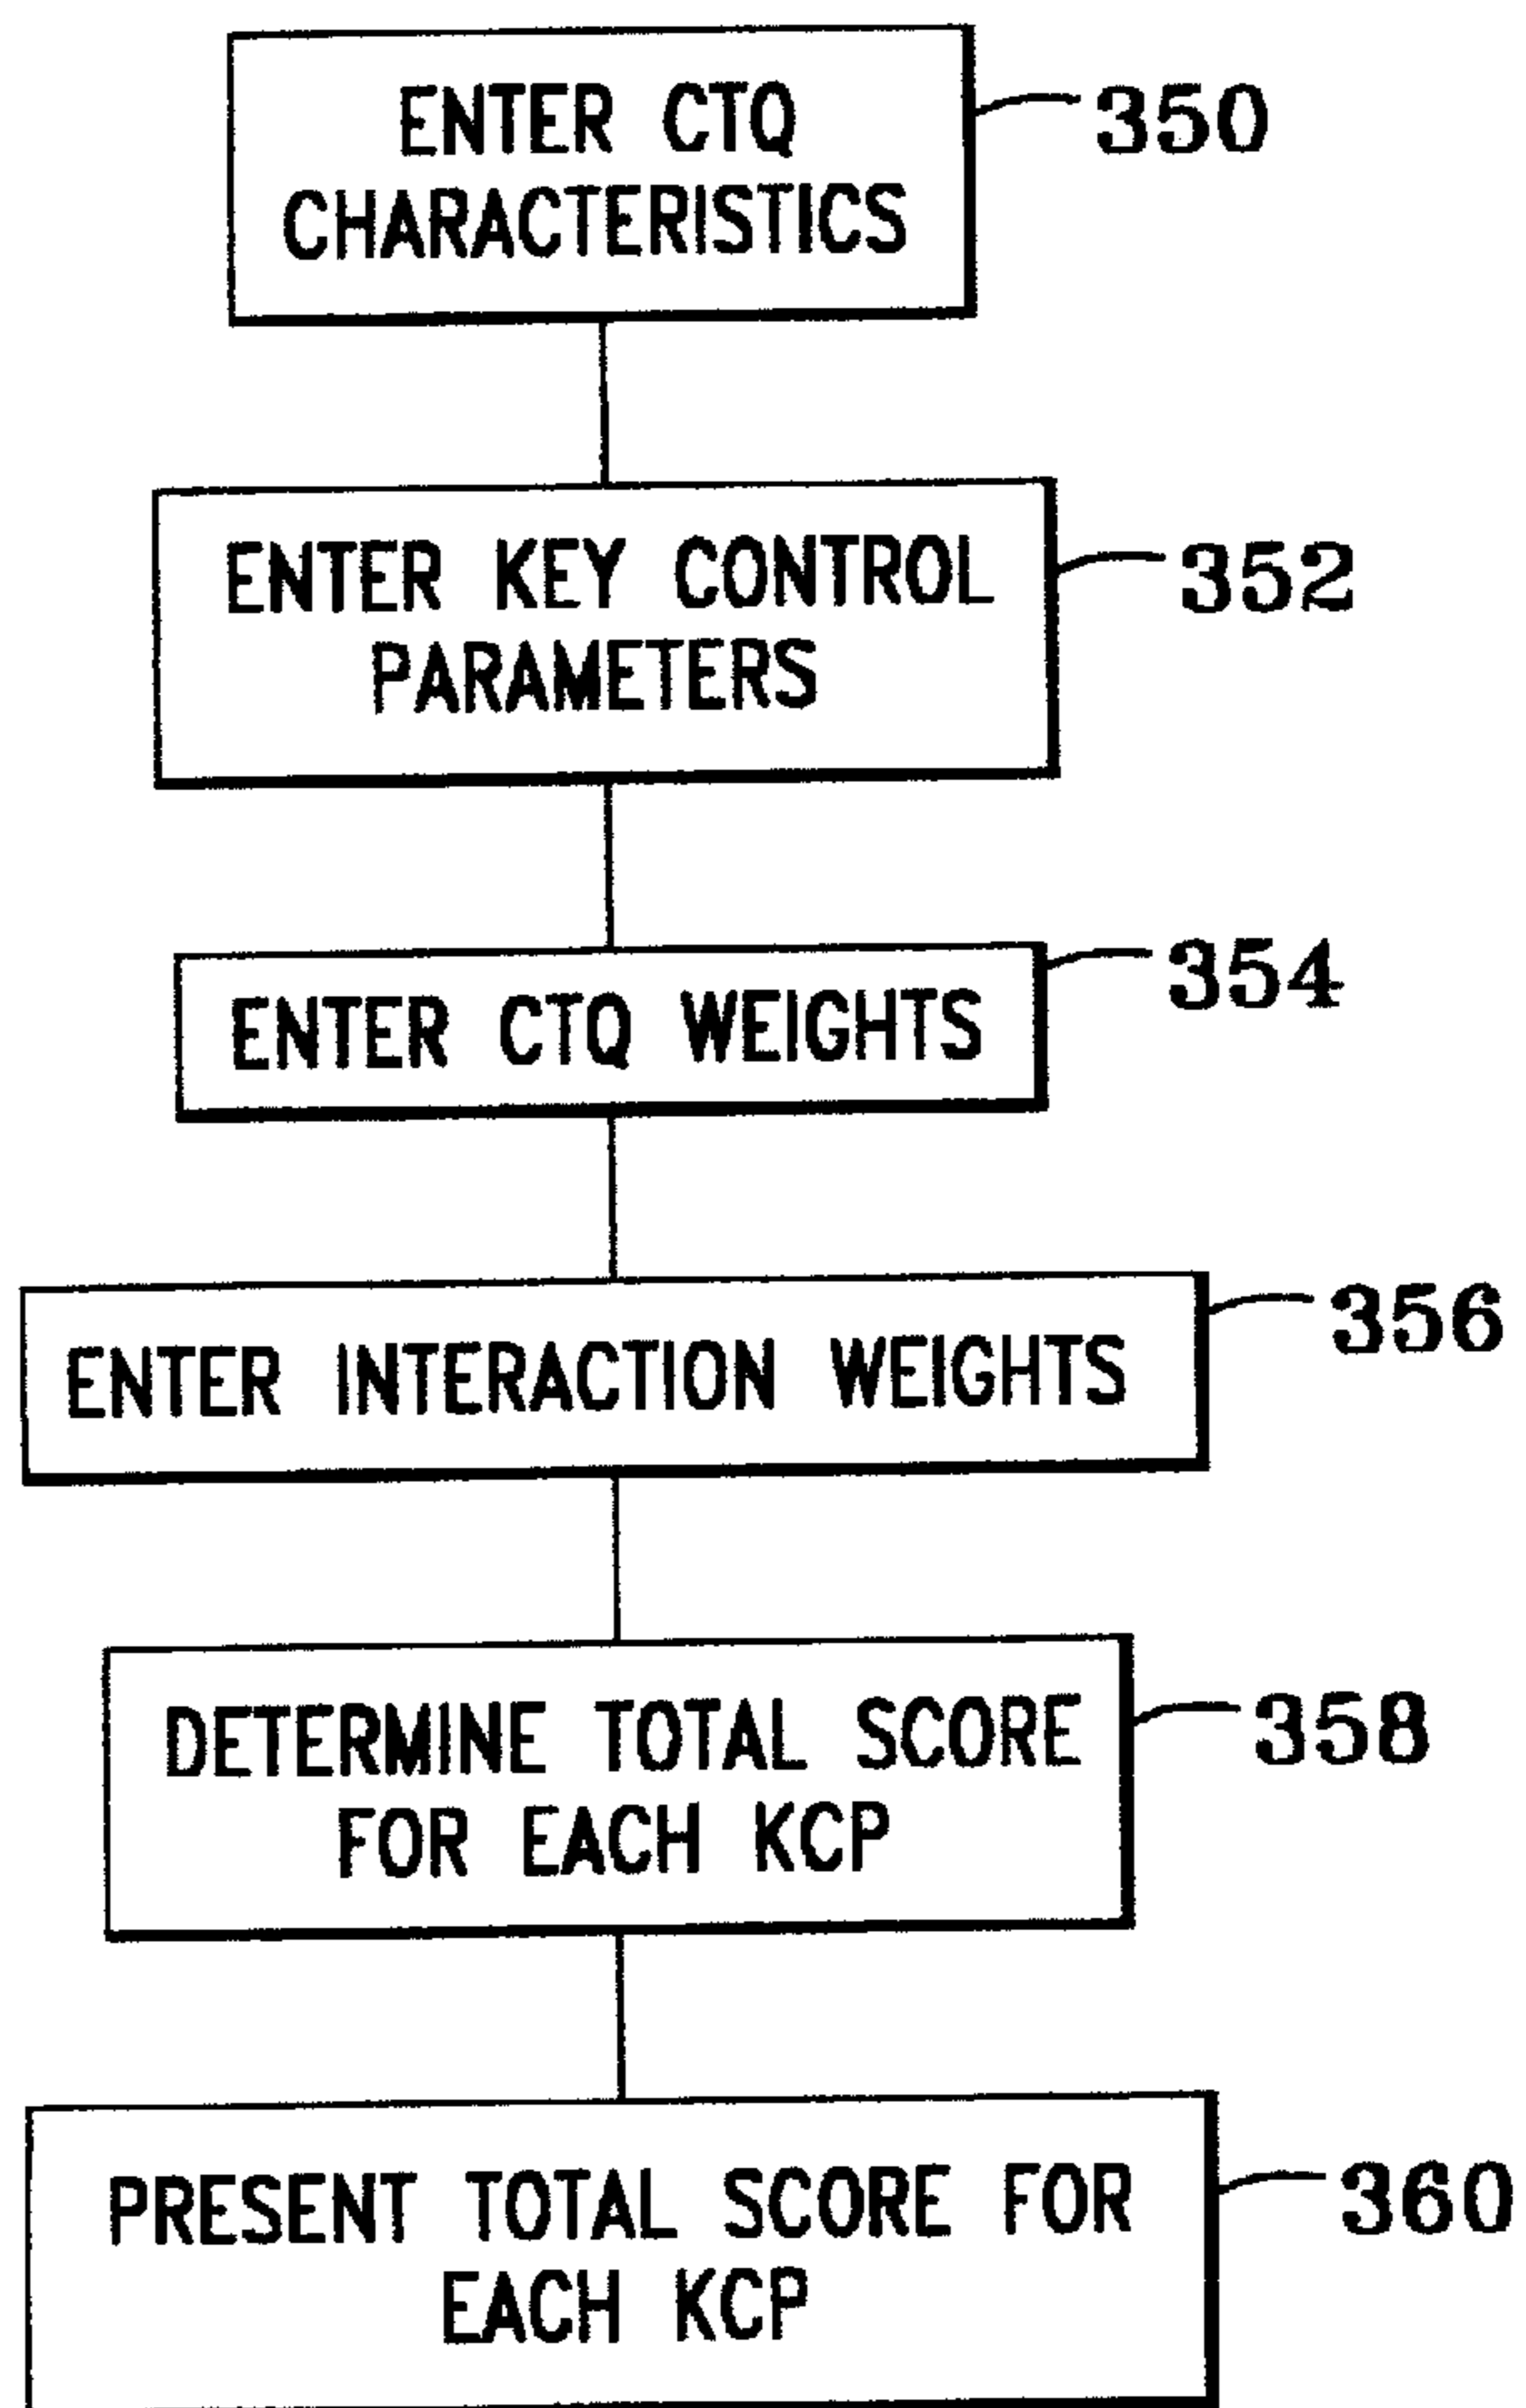 ENTER CTQ
CHARACTERISTICS
350
ENTER KEY CONTROL
PARAMETERS
352
ENTER CTQ WEIGHTS
354
ENTER INTERACTION WEIGHTS
356
DETERMINE TOTAL SCORE
FOR EACH KCP
358
PRESENT TOTAL SCORE FOR
EACH KCP
360